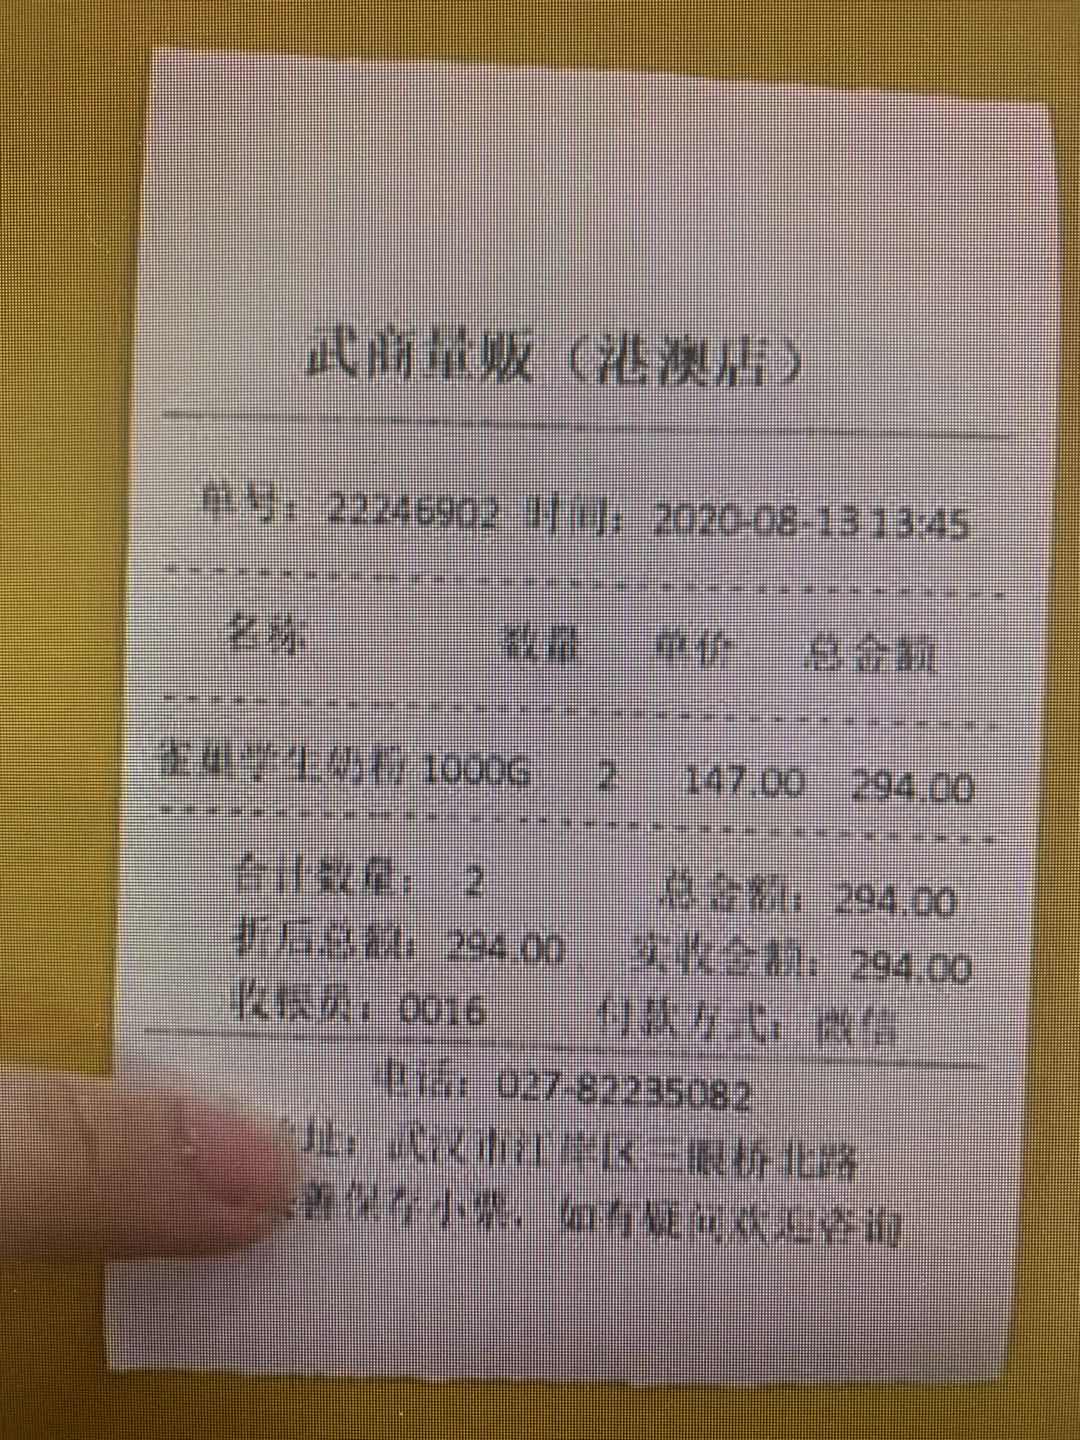 武商量贩（港澳店）
单号：22246902 时间：2020-08-13 13:45
名称 数量 单价 总金额
雀巢学生奶粉 1000G 2 147.00 294.00
合计数量： 2 总金额：294.00
折后总额：294.00 实收金额：294.00
收银员：0016 付款方式：微信
电话：027-82235082
址：武汉市江岸区三眼桥北路
善保存小票，如有疑问欢迎咨询